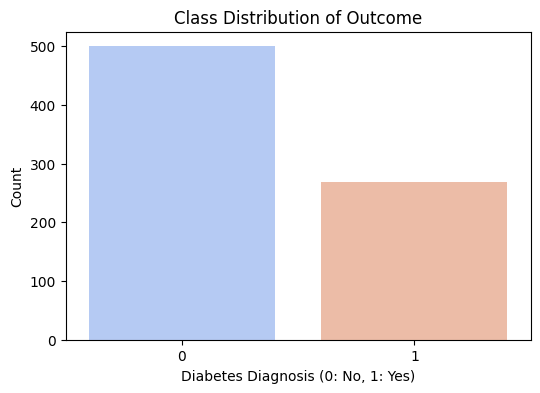 Class Distribution of Outcome
500
400
300
200
100
0
Count
0 1
Diabetes Diagnosis (0: No, 1: Yes)